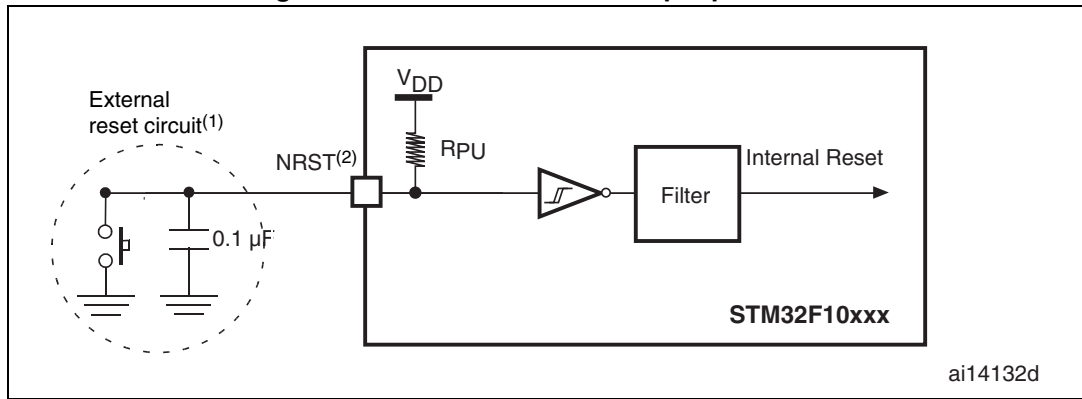 VDD
External
reset circuit(1)
NRST(2)
RPU
Internal Reset
Filter
0.1 µF
STM32F10xxx
ai14132d